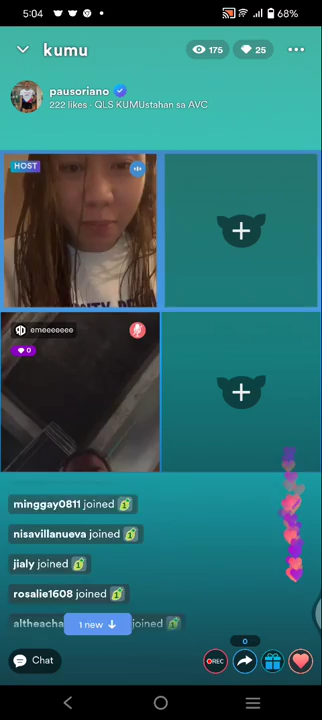 5:04
68%
kumu
175
25
pausoriano
222 likes · QLS KUMUstahan sa AVC
HOST
emeeeeeee
0
minggay0811 joined
nisavillanueva joined
jialy joined
rosalie1608 joined
altheacha joined
1 new
0
Chat
REC